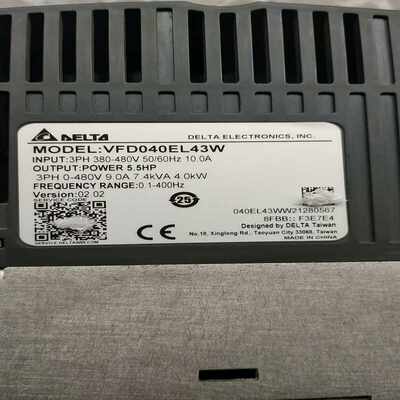 DELTA
DELTA ELECTRONICS, INC.
MODEL:VFD040EL43W
INPUT:3PH 380-480V 50/60Hz 10.0A
OUTPUT:POWER 5.5HP
3PH 0-480V 9.0A 7.4kVA 4.0kW
FREQUENCY RANGE:0.1-400Hz
Version:02.02
SERVICE CODE
25
040EL43WW21280567
8FBB:: F3E7E4
Designed by DELTA Taiwan
No.18, Xinglong Rd., Taoyuan City 33068, Taiwan
MADE IN CHINA